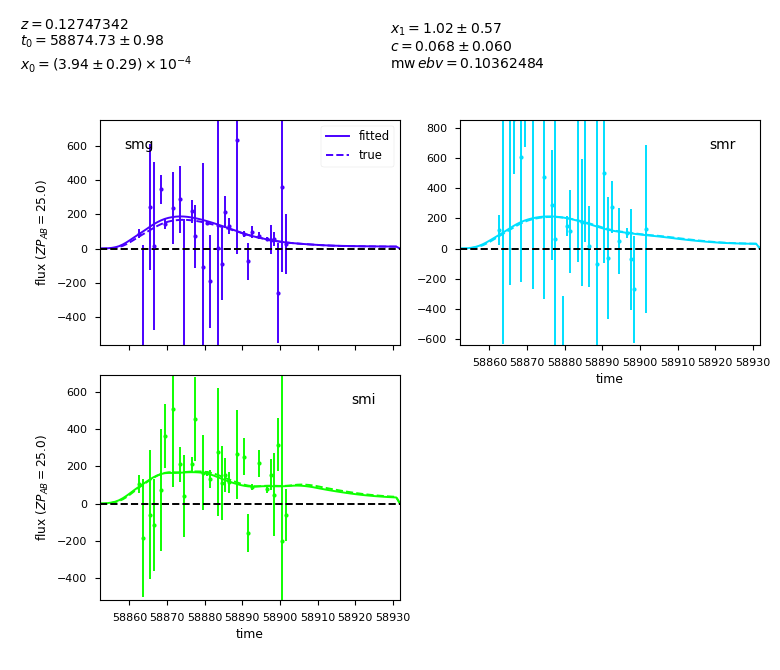 z = 0.12747342
t₀ = 58874.73 ± 0.98
x₀ = (3.94 ± 0.29) × 10⁻⁴
x₁ = 1.02 ± 0.57
c = 0.068 ± 0.060
mw ebv = 0.10362484
smg
fitted
true
600
400
200
0
−200
−400
flux (ZP_AB = 25.0)
smr
800
600
400
200
0
−200
−400
−600
58860 58870 58880 58890 58900 58910 58920 58930
time
smi
600
400
200
0
−200
−400
flux (ZP_AB = 25.0)
58860 58870 58880 58890 58900 58910 58920 58930
time